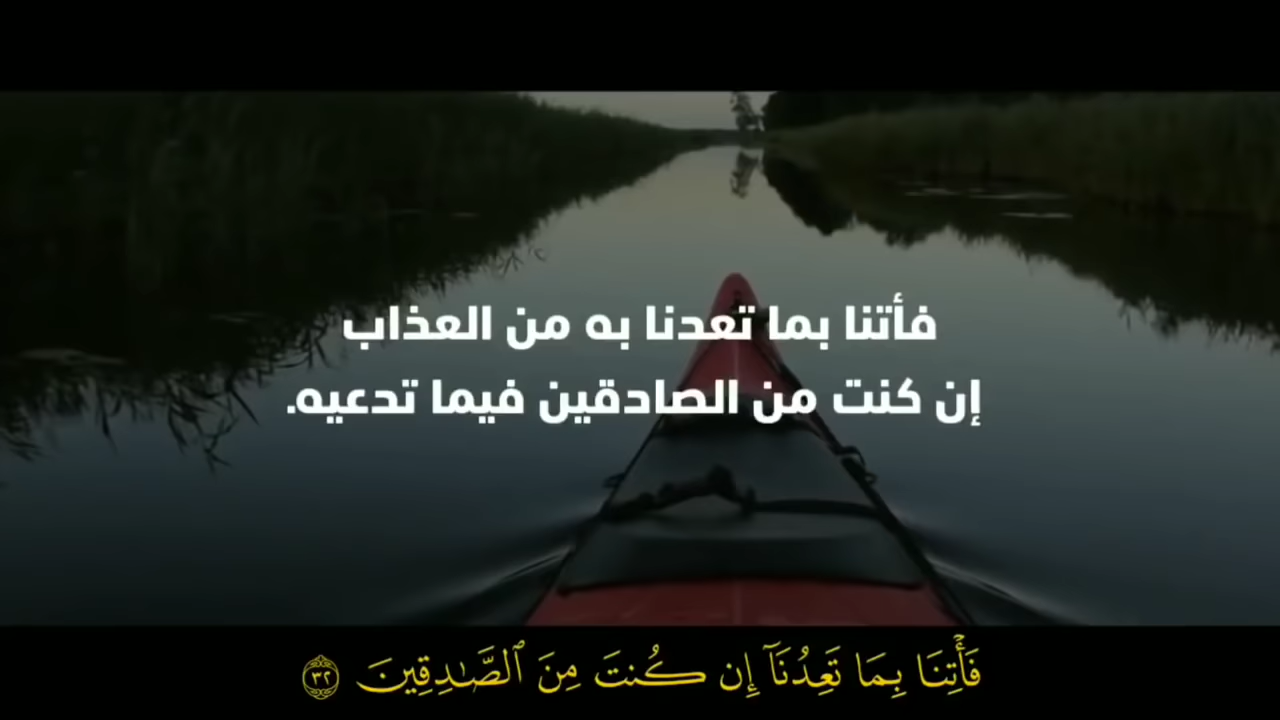 فأتنا بما تعدنا به من العذاب
إن كنت من الصادقين فيما تدعيه.
فَأۡتِنَا بِمَا تَعِدُنَآ إِن كُنتَ مِنَ ٱلصَّـٰدِقِينَ ٣٢